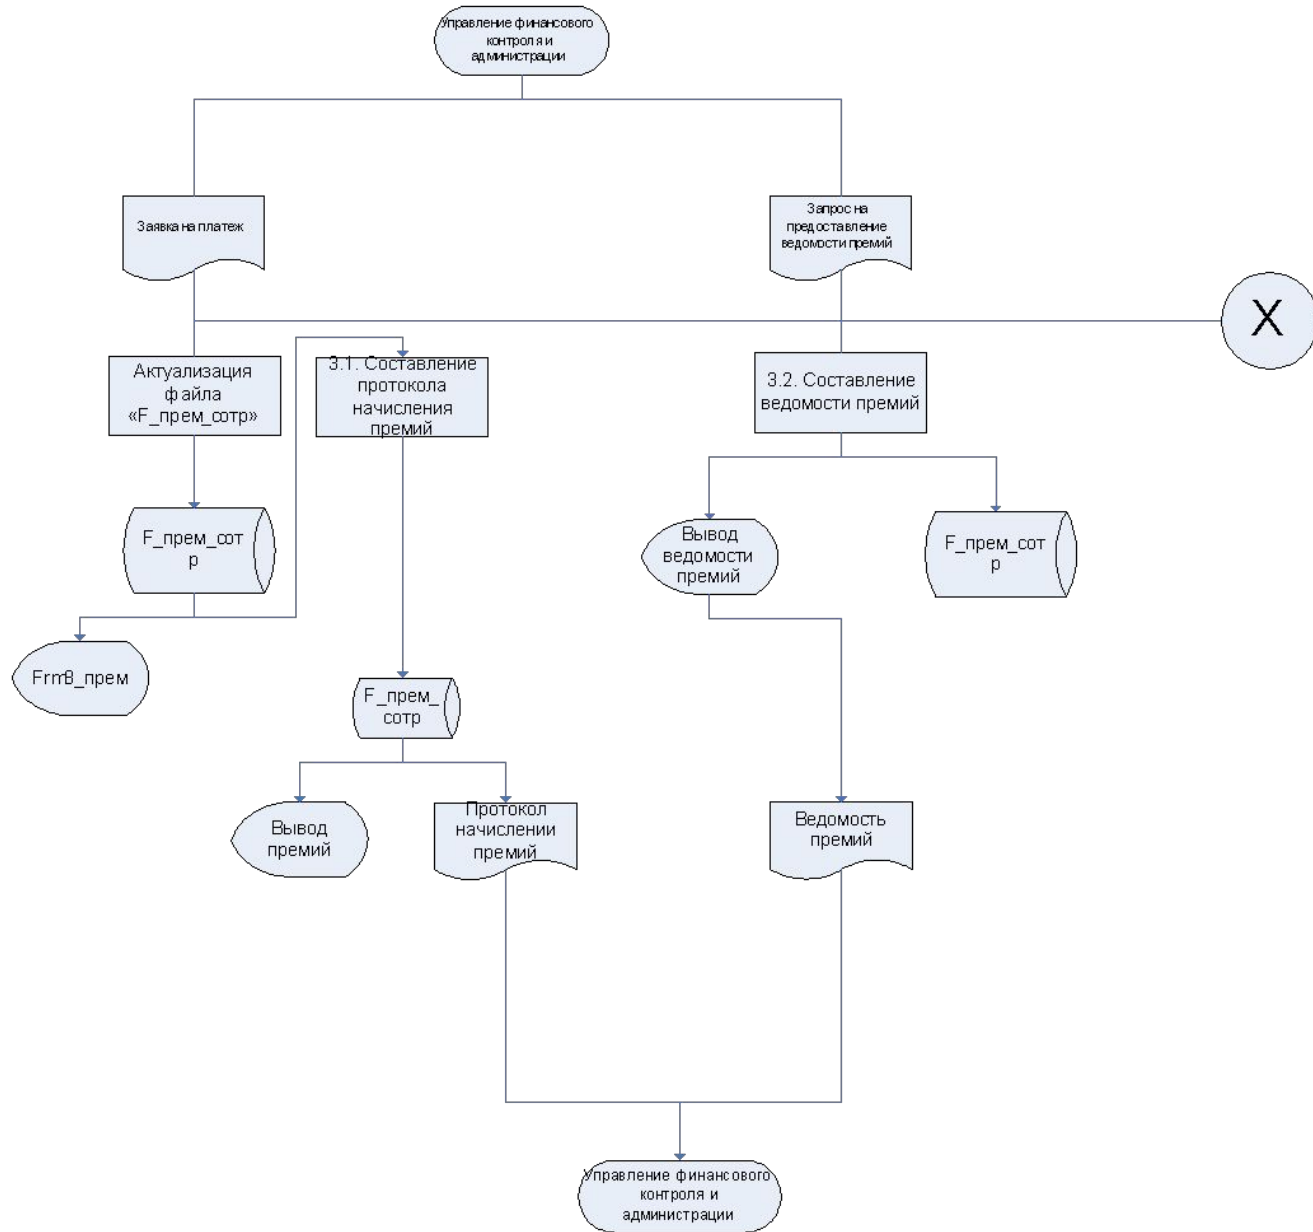 Управление финансового
контроля и
администрации
Заявка на платеж
Запрос на
предоставление
ведомости премий
X
Актуализация
файла
«F_прем_сотр»
3.1. Составление
протокола
начисления
премий
3.2. Составление
ведомости премий
F_прем_сот
р
Вывод
ведомости
премий
F_прем_сот
р
Frm8_прем
F_прем_
сотр
Вывод
премий
Протокол
начислении
премий
Ведомость
премий
Управление финансового
контроля и
администрации